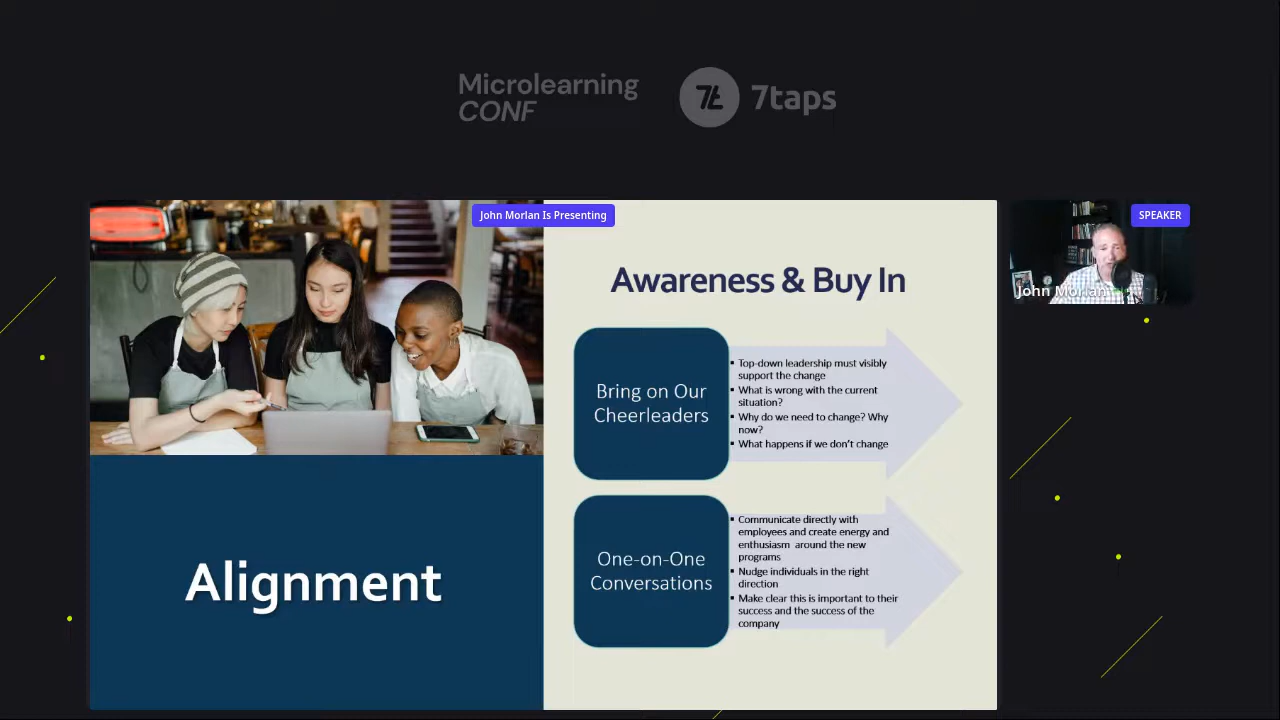 Microlearning
CONF
7t 7taps
John Morlan Is Presenting
SPEAKER
John Morlan
Awareness & Buy In
Bring on Our
Cheerleaders
▪ Top-down leadership must visibly
support the change
▪ What is wrong with the current
situation?
▪ Why do we need to change? Why
now?
▪ What happens if we don't change
One-on-One
Conversations
▪ Communicate directly with
employees and create energy and
enthusiasm around the new
programs
▪ Nudge individuals in the right
direction
▪ Make clear this is important to their
success and the success of the
company
Alignment